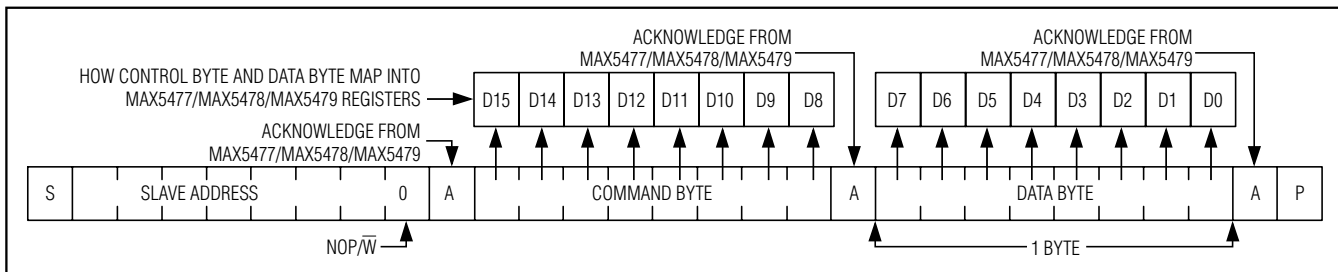 ACKNOWLEDGE FROM
MAX5477/MAX5478/MAX5479
ACKNOWLEDGE FROM
MAX5477/MAX5478/MAX5479
HOW CONTROL BYTE AND DATA BYTE MAP INTO
MAX5477/MAX5478/MAX5479 REGISTERS
D15 D14 D13 D12 D11 D10 D9 D8
D7 D6 D5 D4 D3 D2 D1 D0
ACKNOWLEDGE FROM
MAX5477/MAX5478/MAX5479
S SLAVE ADDRESS 0 A COMMAND BYTE A DATA BYTE A P
NOP/W̅
1 BYTE